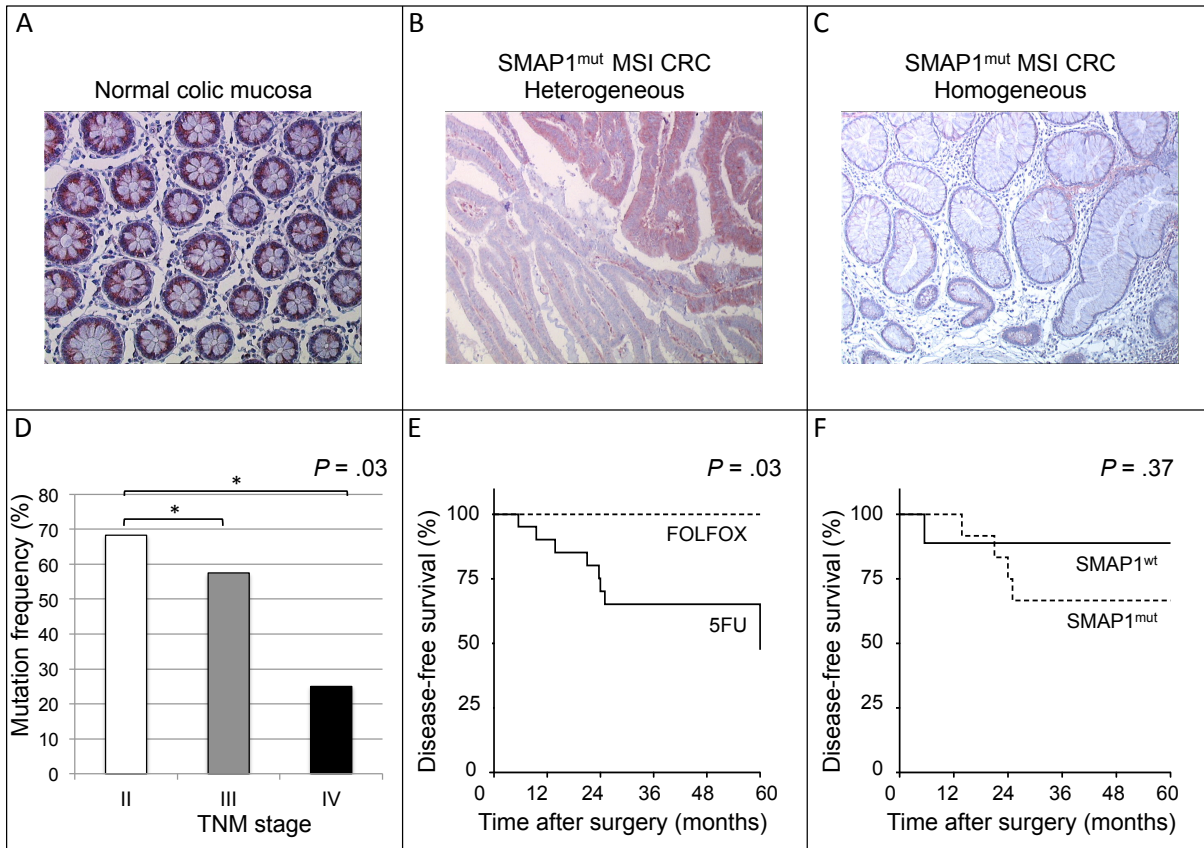 A
Normal colic mucosa
B
SMAP1ᵐᵘᵗ MSI CRC
Heterogeneous
C
SMAP1ᵐᵘᵗ MSI CRC
Homogeneous
D
P = .03
*
*
Mutation frequency (%)
80
70
60
50
40
30
20
10
0
II III IV
TNM stage
E
P = .03
Disease-free survival (%)
100
75
50
25
0
FOLFOX
5FU
0 12 24 48 60
Time after surgery (months)
F
P = .37
Disease-free survival (%)
100
75
50
25
0
SMAP1ʷᵗ
SMAP1ᵐᵘᵗ
0 12 24 48 60
Time after surgery (months)